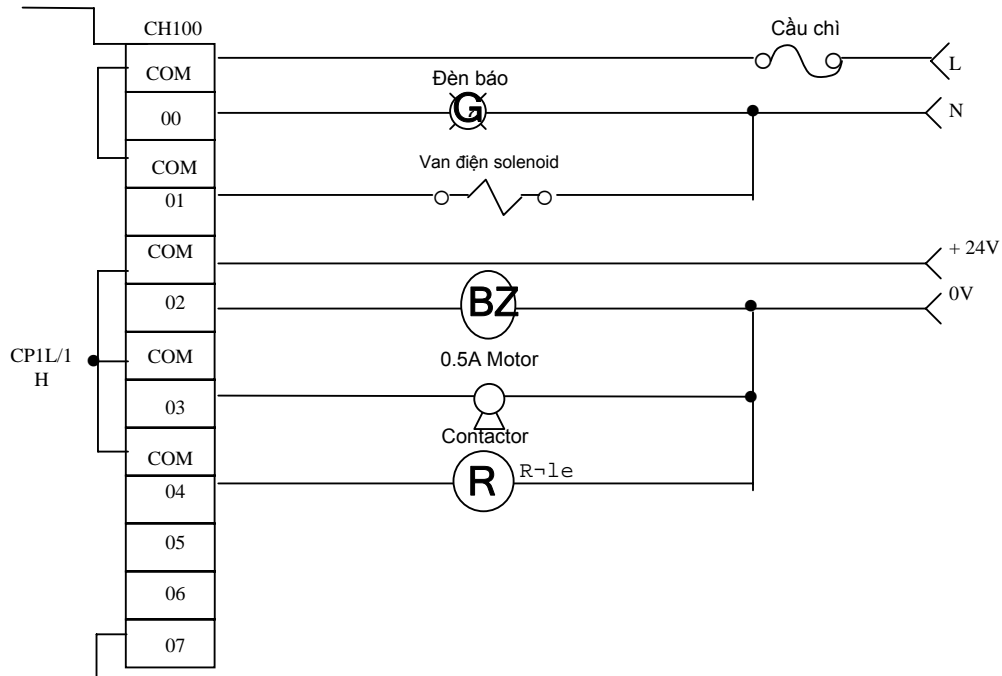 CH100
Cầu chì
COM
L
Đèn báo
00
G
N
COM
Van điện solenoid
01
COM
+ 24V
02
BZ
0V
CP1L/1
H
COM
0.5A Motor
03
Contactor
COM
04
R
R¬le
05
06
07